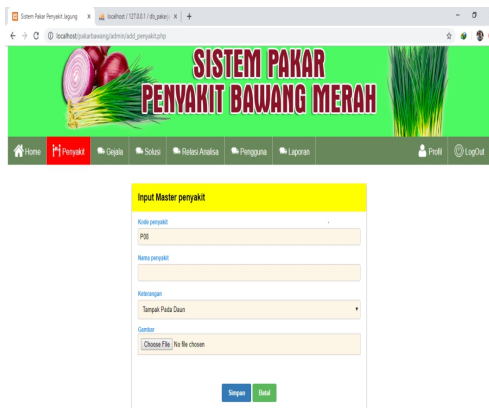 Sistem Pakar Penyakit Jagung
localhost / 127.0.0.1 / db_pakarj
localhost/pakarbawang/admin/add_penyakit.php
SISTEM PAKAR
PENYAKIT BAWANG MERAH
Home Penyakit Gejala Solusi Relasi Analisa Pengguna Laporan Profil LogOut
Input Master penyakit
Kode penyakit
P08
Nama penyakit
Keterangan
Tampak Pada Daun
Gambar
Choose File No file chosen
Simpan Batal